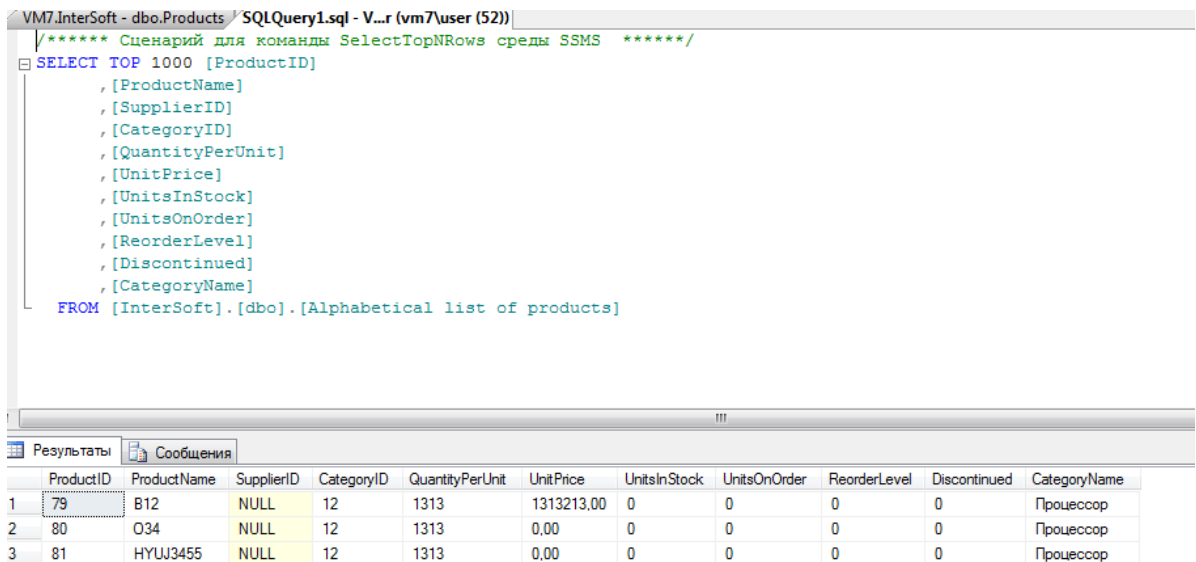 VM7.InterSoft - dbo.Products SQLQuery1.sql - V...r (vm7\user (52))
/****** Сценарий для команды SelectTopNRows среды SSMS ******/
SELECT TOP 1000 [ProductID]
,[ProductName]
,[SupplierID]
,[CategoryID]
,[QuantityPerUnit]
,[UnitPrice]
,[UnitsInStock]
,[UnitsOnOrder]
,[ReorderLevel]
,[Discontinued]
,[CategoryName]
FROM [InterSoft].[dbo].[Alphabetical list of products]
Результаты Сообщения
ProductID ProductName SupplierID CategoryID QuantityPerUnit UnitPrice UnitsInStock UnitsOnOrder ReorderLevel Discontinued CategoryName
1 79 B12 NULL 12 1313 1313213,00 0 0 0 0 Процессор
2 80 O34 NULL 12 1313 0,00 0 0 0 0 Процессор
3 81 HYUJ3455 NULL 12 1313 0,00 0 0 0 0 Процессор